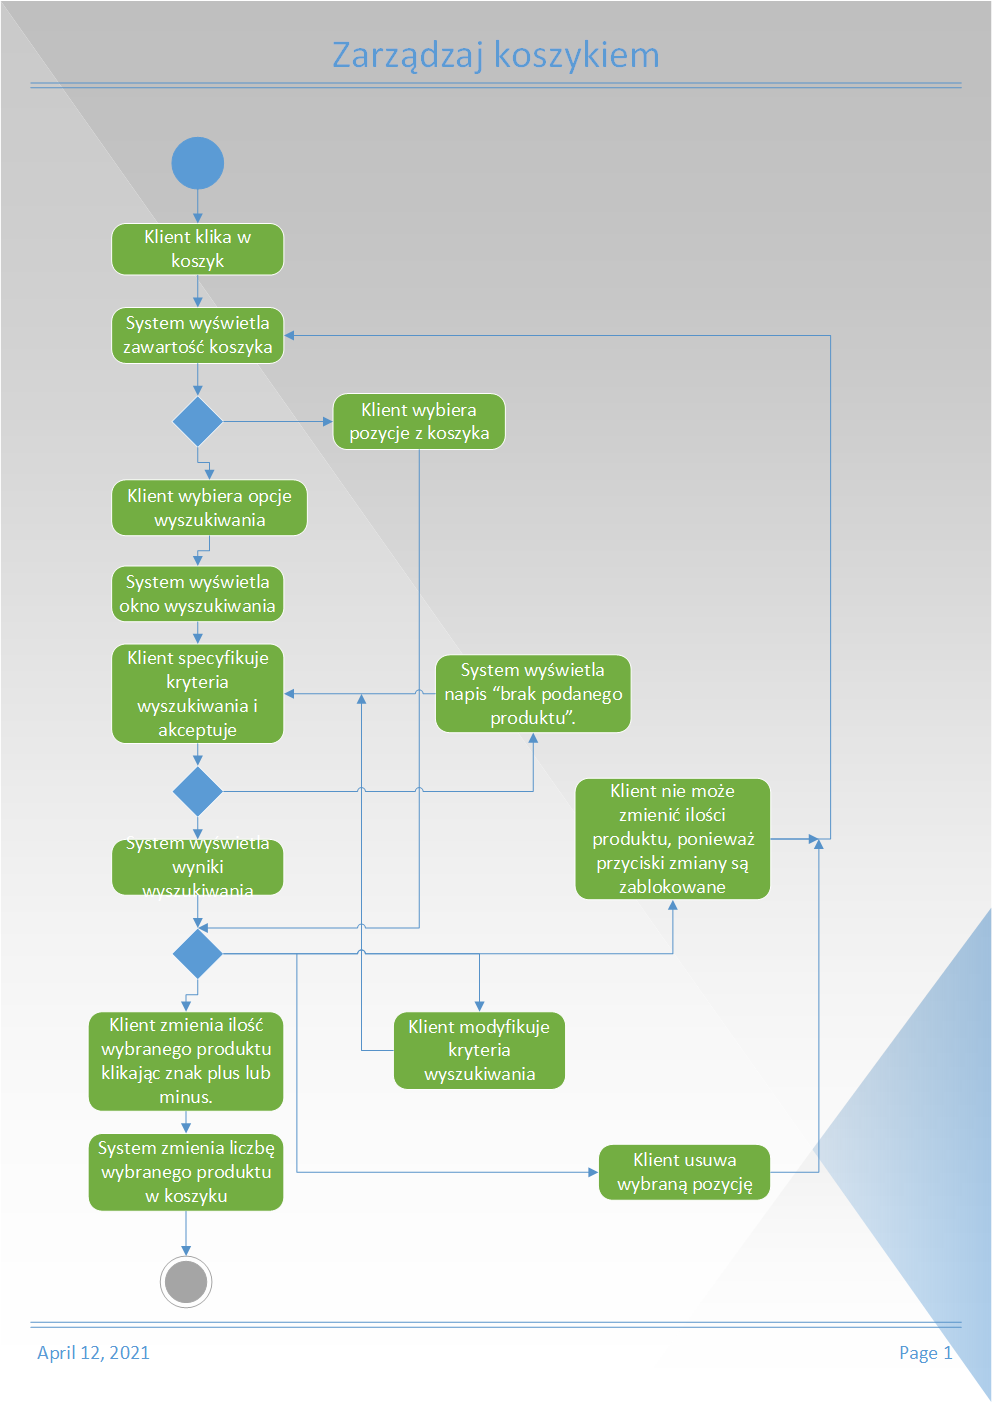 Zarządzaj koszykiem
Klient klika w
koszyk
System wyświetla
zawartość koszyka
Klient wybiera
pozycje z koszyka
Klient wybiera opcje
wyszukiwania
System wyświetla
okno wyszukiwania
Klient specyfikuje
kryteria
wyszukiwania i
akceptuje
System wyświetla
napis “brak podanego
produktu”.
Klient nie może
zmienić ilości
produktu, ponieważ
przyciski zmiany są
zablokowane
System wyświetla
wyniki
wyszukiwania
Klient zmienia ilość
wybranego produktu
klikając znak plus lub
minus.
Klient modyfikuje
kryteria
wyszukiwania
System zmienia liczbę
wybranego produktu
w koszyku
Klient usuwa
wybraną pozycję
April 12, 2021
Page 1